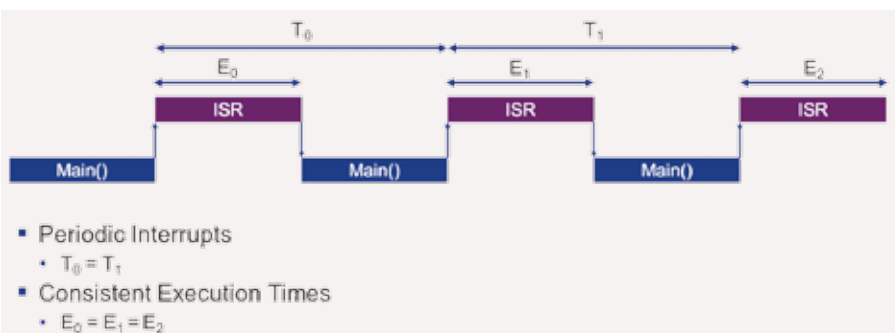 T₀ T₁
E₀ E₁ E₂
ISR ISR ISR
Main() Main() Main()
▪ Periodic Interrupts
• T₀ = T₁
▪ Consistent Execution Times
• E₀ = E₁ = E₂